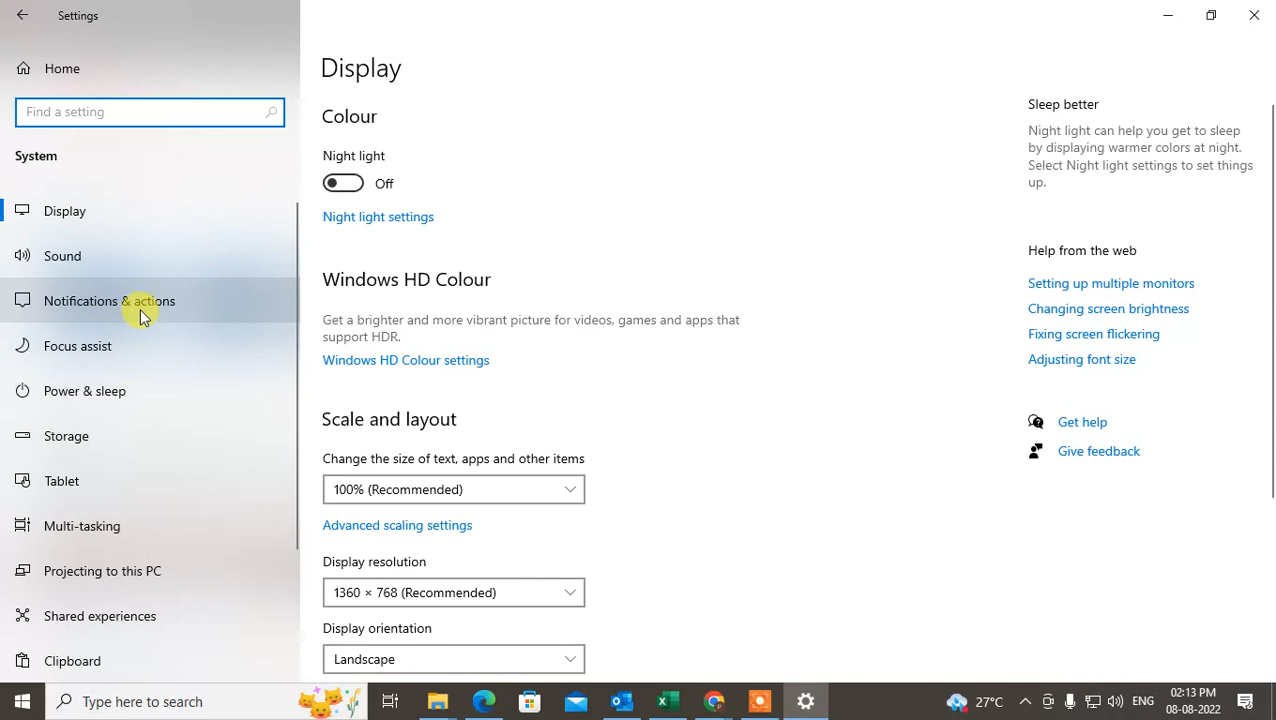 Settings
Home
Find a setting
System
Display
Sound
Notifications & actions
Focus assist
Power & sleep
Storage
Tablet
Multi-tasking
Projecting to this PC
Shared experiences
Clipboard
Display
Colour
Night light
Off
Night light settings
Windows HD Colour
Get a brighter and more vibrant picture for videos, games and apps that
support HDR.
Windows HD Colour settings
Scale and layout
Change the size of text, apps and other items
100% (Recommended)
Advanced scaling settings
Display resolution
1360 × 768 (Recommended)
Display orientation
Landscape
Sleep better
Night light can help you get to sleep
by displaying warmer colors at night.
Select Night light settings to set things
up.
Help from the web
Setting up multiple monitors
Changing screen brightness
Fixing screen flickering
Adjusting font size
Get help
Give feedback
Type here to search
27°C
ENG
02:13 PM
08-08-2022